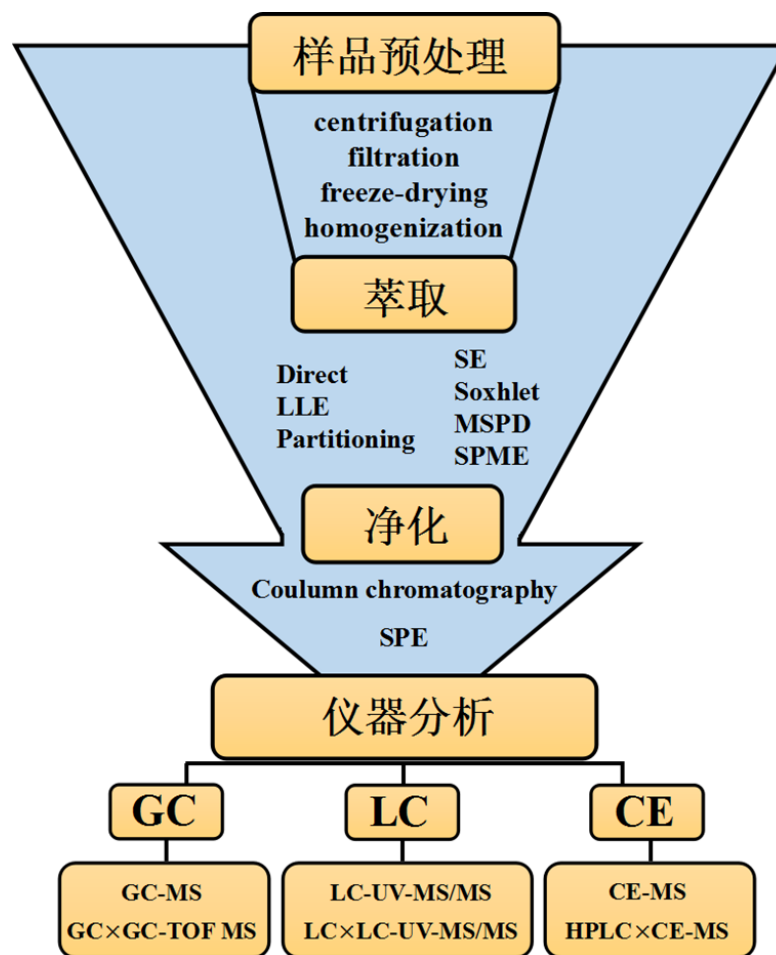 样品预处理
centrifugation
filtration
freeze-drying
homogenization
萃取
Direct
LLE
Partitioning
SE
Soxhlet
MSPD
SPME
净化
Coulumn chromatography
SPE
仪器分析
GC
LC
CE
GC-MS
GC×GC-TOF MS
LC-UV-MS/MS
LC×LC-UV-MS/MS
CE-MS
HPLC×CE-MS